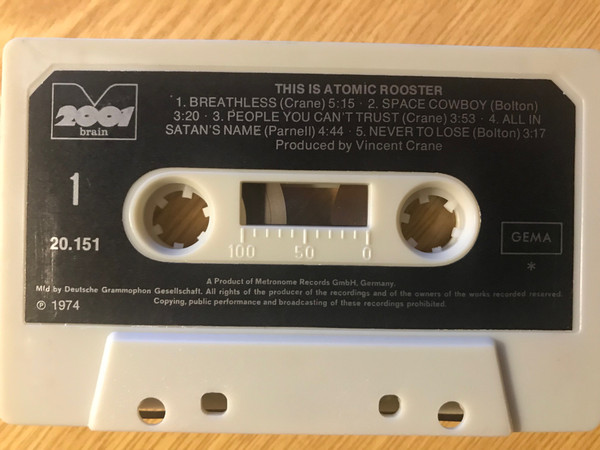 THIS IS ATOMIC ROOSTER
1. BREATHLESS (Crane) 5:15 · 2. SPACE COWBOY (Bolton)
3:20 · 3. PEOPLE YOU CAN'T TRUST (Crane) 3:53 · 4. ALL IN
SATAN'S NAME (Parnell) 4:44 · 5. NEVER TO LOSE (Bolton) 3:17
Produced by Vincent Crane
2001
brain
1
20.151
100 50 0
GEMA
*
A Product of Metronome Records GmbH, Germany.
Mfd by Deutsche Grammophon Gesellschaft. All rights of the producer of the recordings and of the owners of the works recorded reserved.
Copying, public performance and broadcasting of these recordings prohibited.
℗ 1974